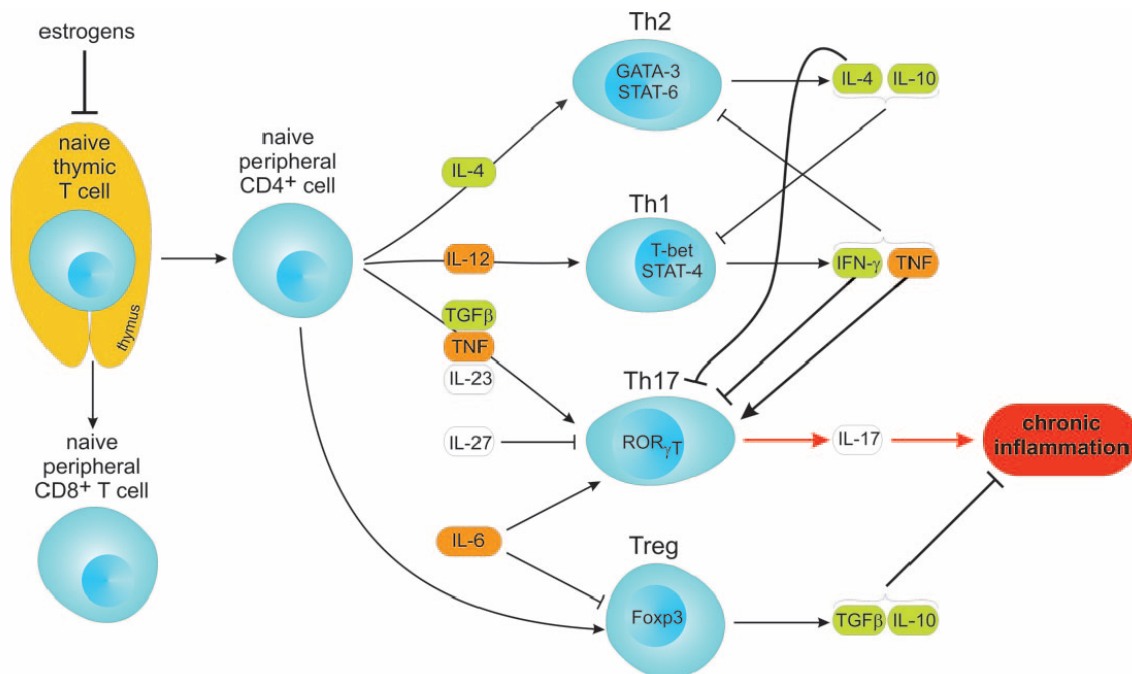 estrogens
naive
thymic
T cell
thymus
naive
peripheral
CD8+ T cell
naive
peripheral
CD4+ cell
IL-4
IL-12
TGFβ
TNF
IL-23
IL-27
IL-6
Th2
GATA-3
STAT-6
IL-4 IL-10
Th1
T-bet
STAT-4
IFN-γ TNF
Th17
RORγT
IL-17
chronic
inflammation
Treg
Foxp3
TGFβ IL-10